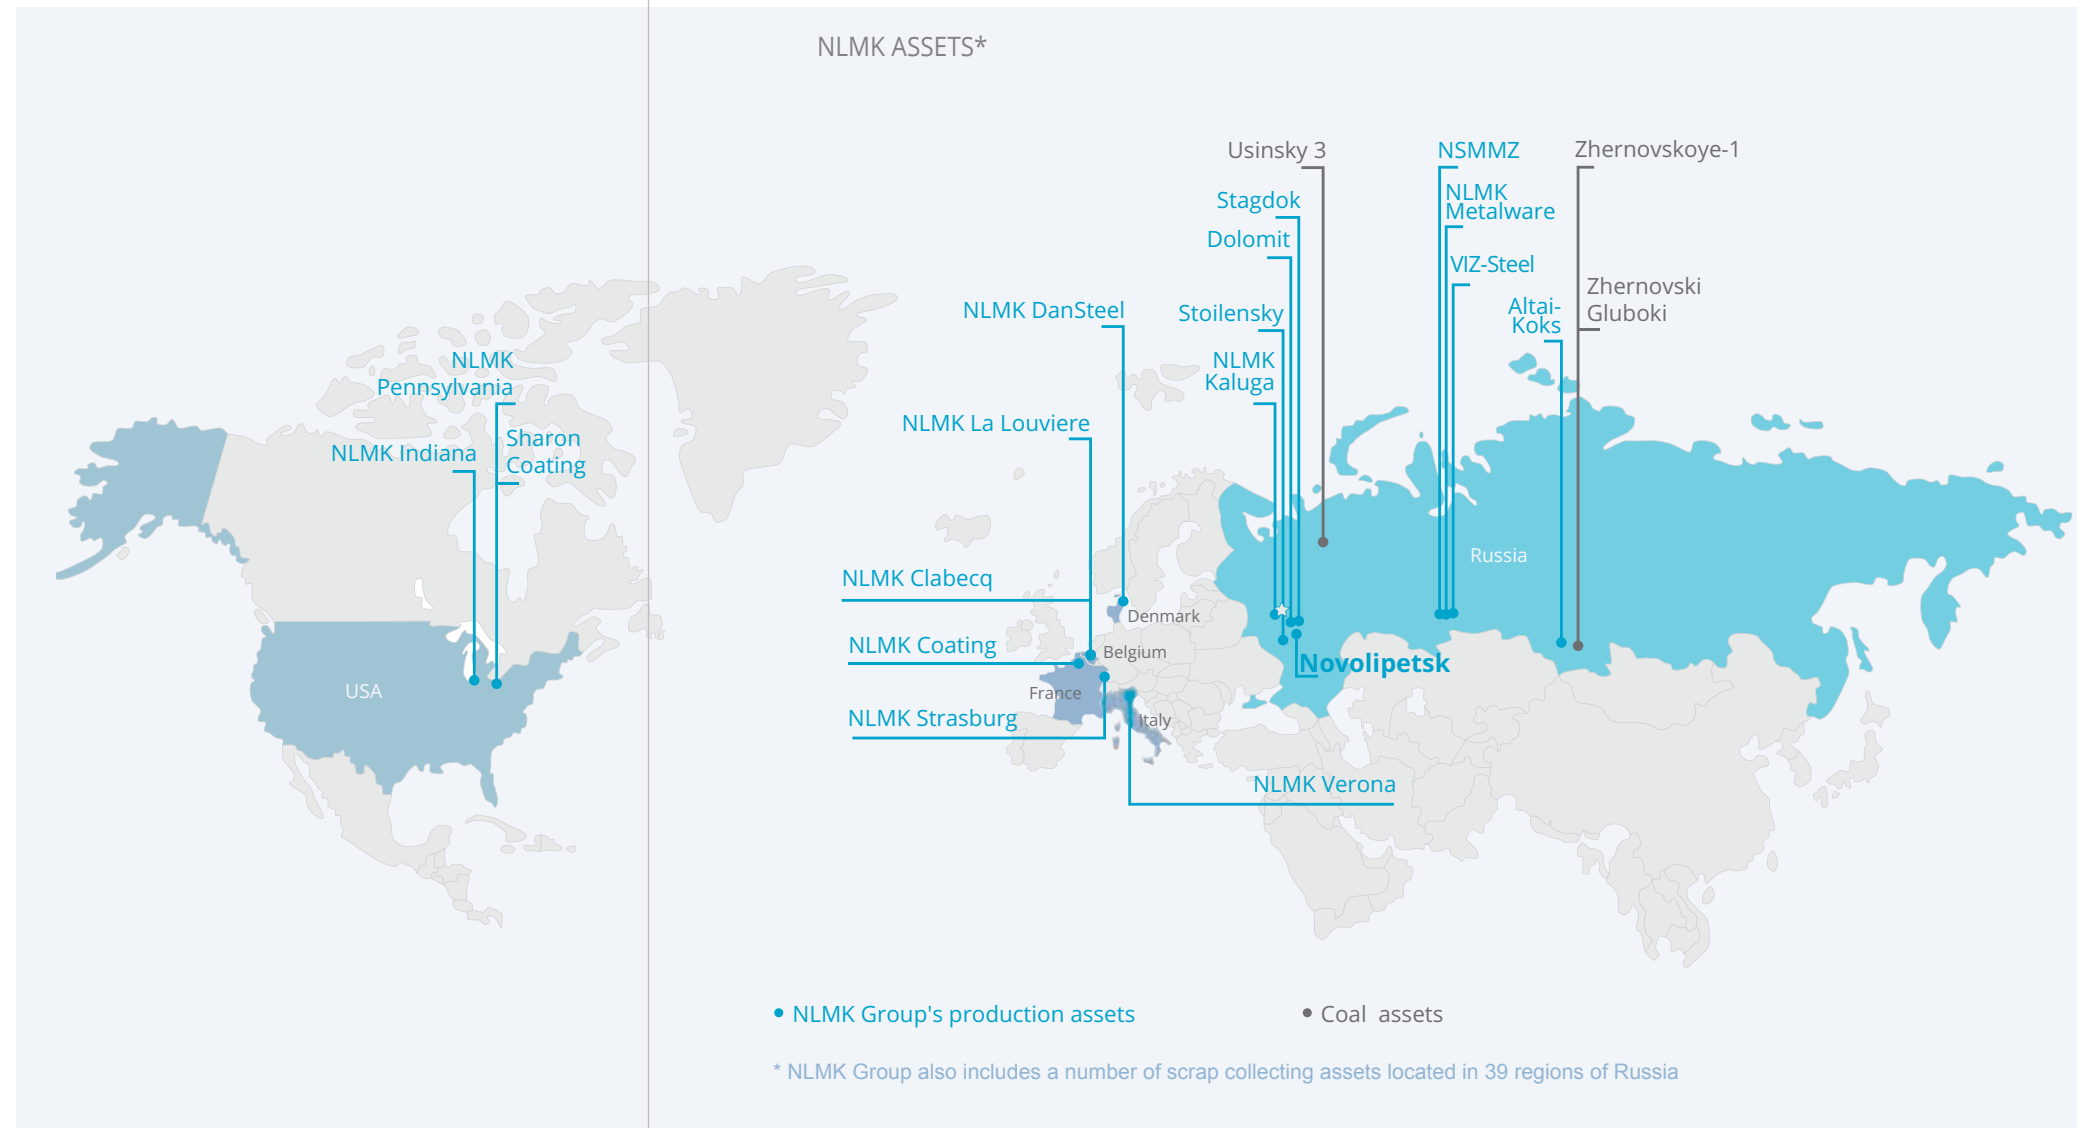 NLMK ASSETS*
Usinsky 3
NSMMZ
Zhernovskoye-1
NLMK
Metalware
Stagdok
Dolomit
VIZ-Steel
Zhernovski
Gluboki
Altai-
Koks
NLMK DanSteel
Stoilensky
NLMK
Kaluga
NLMK
Pennsylvania
NLMK La Louviere
Sharon
Coating
NLMK Indiana
Russia
NLMK Clabecq
Denmark
NLMK Coating
Belgium
Novolipetsk
USA
France
NLMK Strasburg
Italy
NLMK Verona
NLMK Group's production assets
Coal assets
* NLMK Group also includes a number of scrap collecting assets located in 39 regions of Russia